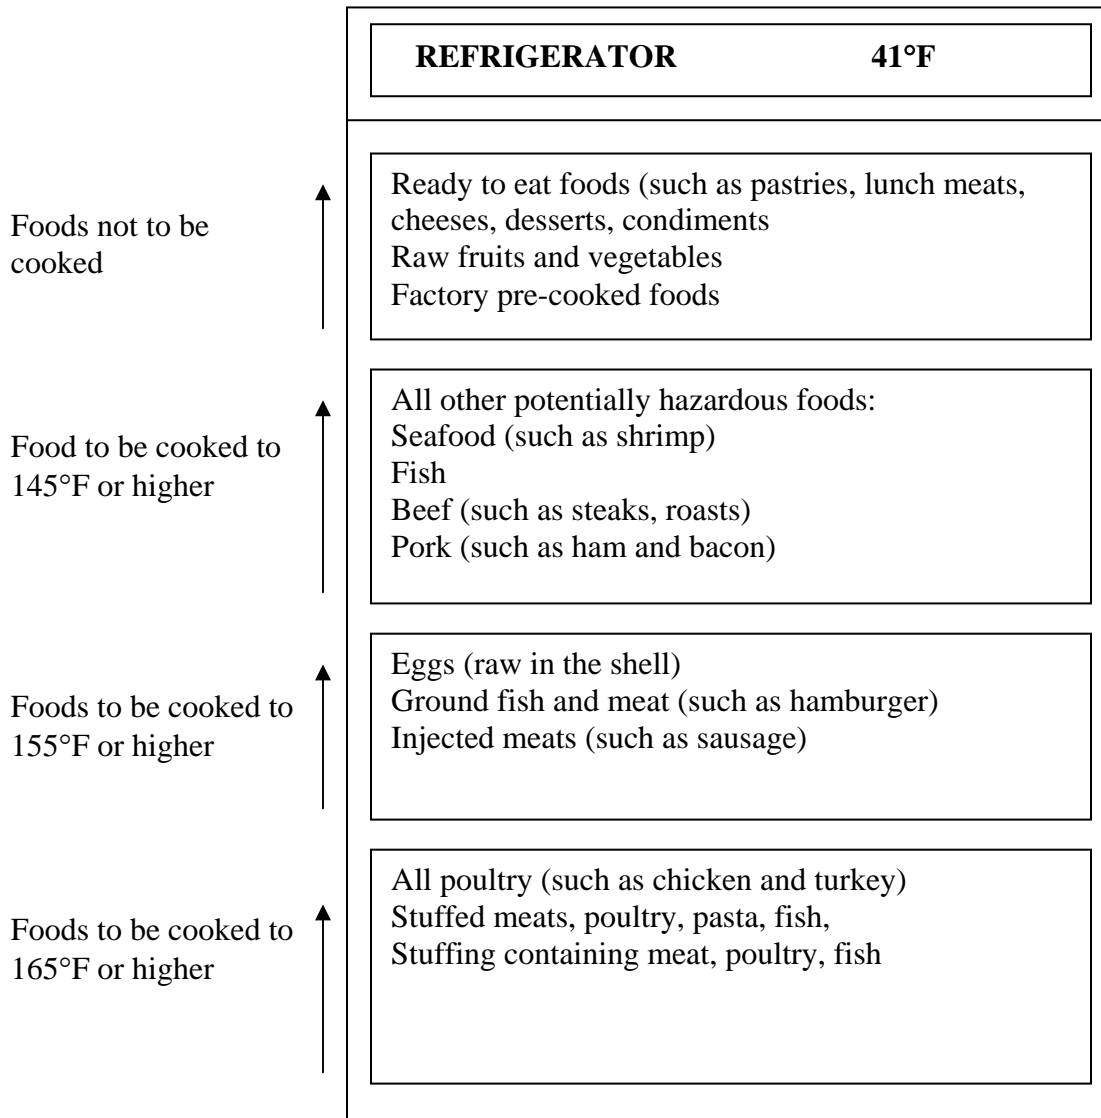 REFRIGERATOR 41°F
Foods not to be
cooked
Ready to eat foods (such as pastries, lunch meats,
cheeses, desserts, condiments
Raw fruits and vegetables
Factory pre-cooked foods
Food to be cooked to
145°F or higher
All other potentially hazardous foods:
Seafood (such as shrimp)
Fish
Beef (such as steaks, roasts)
Pork (such as ham and bacon)
Foods to be cooked to
155°F or higher
Eggs (raw in the shell)
Ground fish and meat (such as hamburger)
Injected meats (such as sausage)
Foods to be cooked to
165°F or higher
All poultry (such as chicken and turkey)
Stuffed meats, poultry, pasta, fish,
Stuffing containing meat, poultry, fish